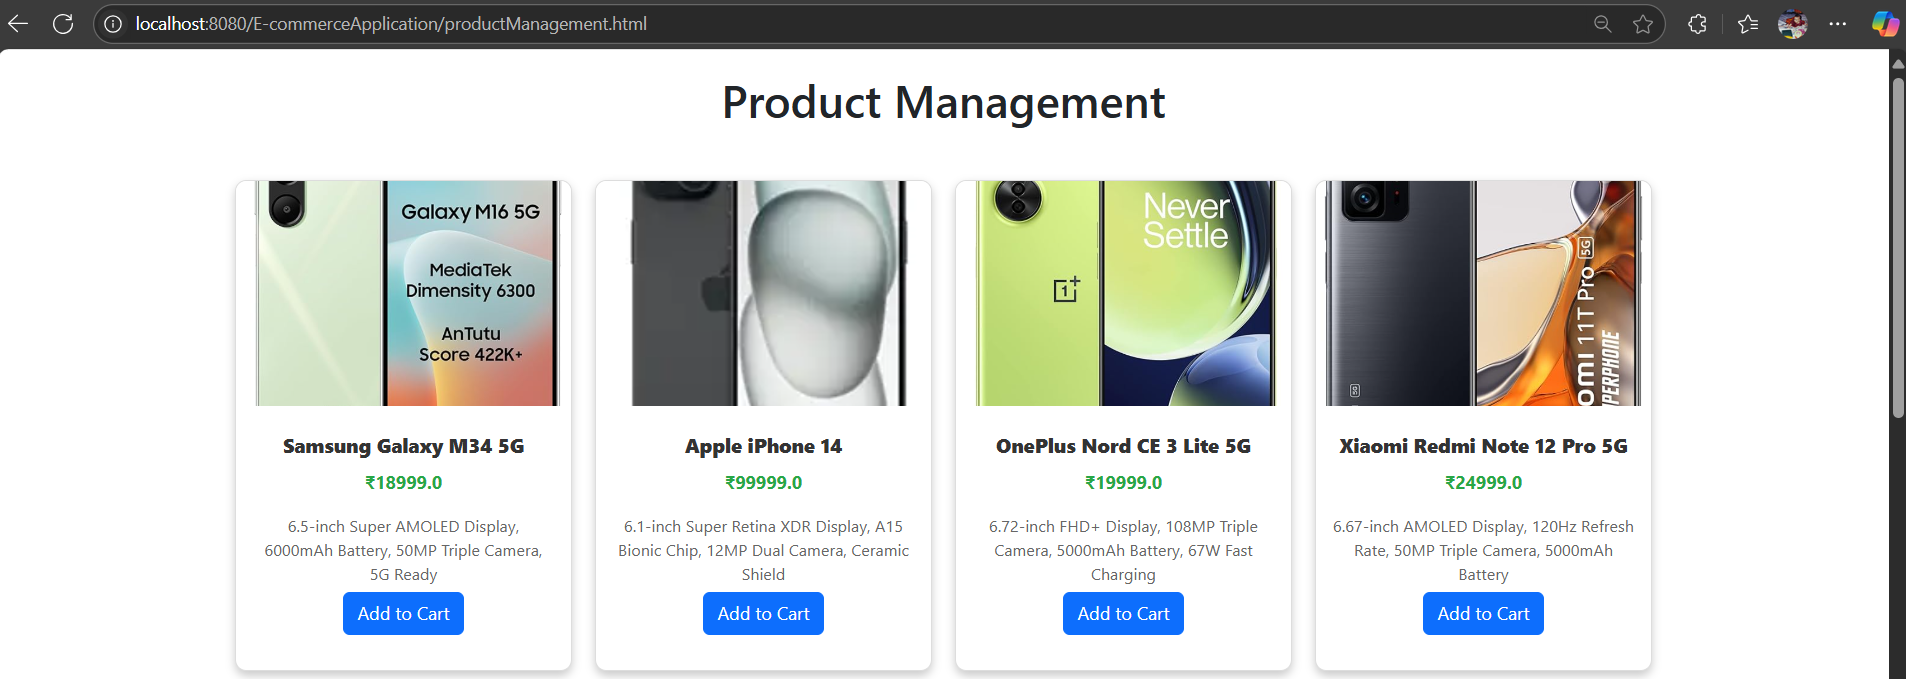 localhost:8080/E-commerceApplication/productManagement.html
Product Management
Galaxy M16 5G
MediaTek
Dimensity 6300
AnTutu
Score 422K+
Never
Settle
1+
omi 11T Pro 5G
PERPHONE
5G
Samsung Galaxy M34 5G
₹18999.0
6.5-inch Super AMOLED Display,
6000mAh Battery, 50MP Triple Camera,
5G Ready
Add to Cart
Apple iPhone 14
₹99999.0
6.1-inch Super Retina XDR Display, A15
Bionic Chip, 12MP Dual Camera, Ceramic
Shield
Add to Cart
OnePlus Nord CE 3 Lite 5G
₹19999.0
6.72-inch FHD+ Display, 108MP Triple
Camera, 5000mAh Battery, 67W Fast
Charging
Add to Cart
Xiaomi Redmi Note 12 Pro 5G
₹24999.0
6.67-inch AMOLED Display, 120Hz Refresh
Rate, 50MP Triple Camera, 5000mAh
Battery
Add to Cart